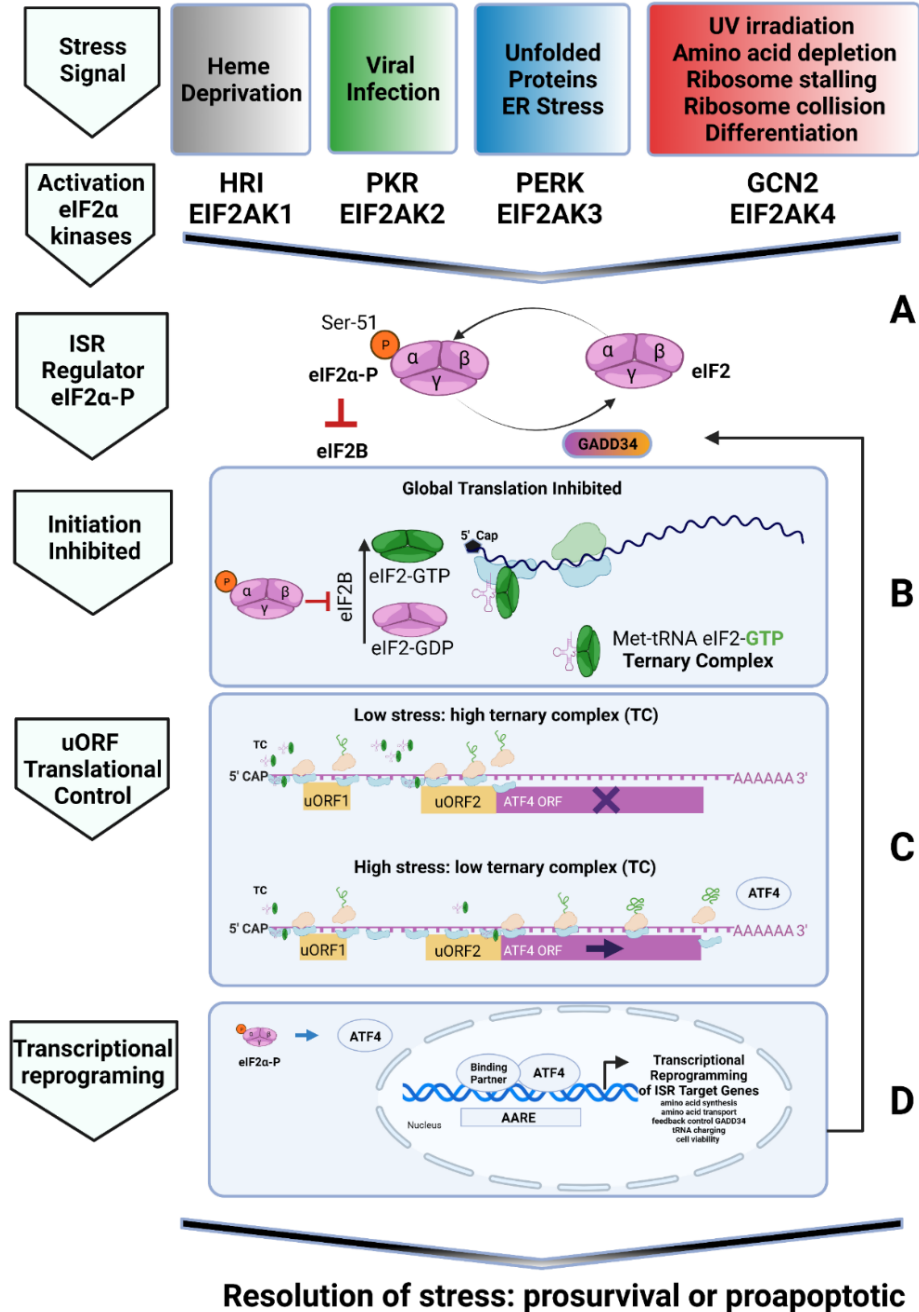 Stress
Signal
Heme
Deprivation
Viral
Infection
Unfolded
Proteins
ER Stress
UV irradiation
Amino acid depletion
Ribosome stalling
Ribosome collision
Differentiation
Activation
eIF2α
kinases
HRI
EIF2AK1
PKR
EIF2AK2
PERK
EIF2AK3
GCN2
EIF2AK4
A
ISR
Regulator
eIF2α-P
Ser-51
P
α
β
γ
eIF2α-P
α
β
γ
eIF2
eIF2B
GADD34
Initiation
Inhibited
Global Translation Inhibited
P
α
β
γ
eIF2B
eIF2-GTP
eIF2-GDP
5' Cap
Met-tRNA eIF2-GTP
Ternary Complex
B
uORF
Translational
Control
Low stress: high ternary complex (TC)
TC
5' CAP
AAAAAA 3'
uORF1
uORF2
ATF4 ORF
High stress: low ternary complex (TC)
TC
ATF4
5' CAP
AAAAAA 3'
uORF1
uORF2
ATF4 ORF
C
Transcriptional
reprograming
P
α
β
γ
eIF2α-P
ATF4
Binding
Partner
ATF4
AARE
Nucleus
Transcriptional
Reprogramming
of ISR Target Genes
amino acid synthesis
amino acid transport
feedback control GADD34
tRNA charging
cell viability
D
Resolution of stress: prosurvival or proapoptotic